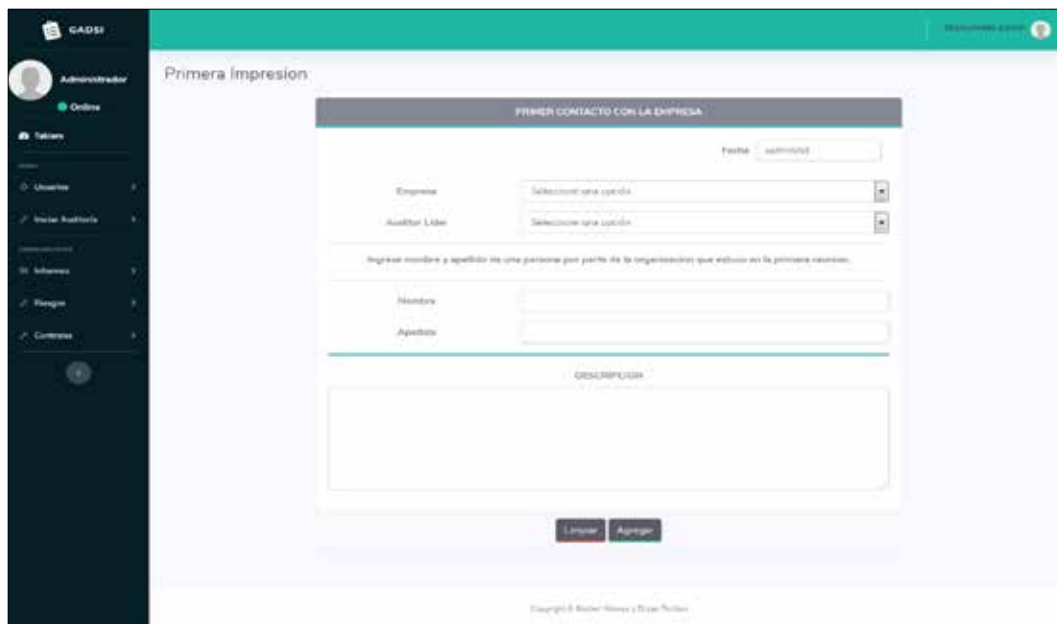 GADSI
Administrador
Online
Primera Impresion
PRIMER CONTACTO CON LA EMPRESA
Fecha
Empresa
Seleccione una opción
Auditor Lider
Seleccione una opción
Usuarios
Iniciar Auditoria
Informes
Riesgos
Controles
Ingrese nombre y apellido de una persona por parte de la organizacion que estuvo en la primera reunion.
Nombre
Apellido
DESCRIPCION
Limpiar
Agregar
Copyright ©